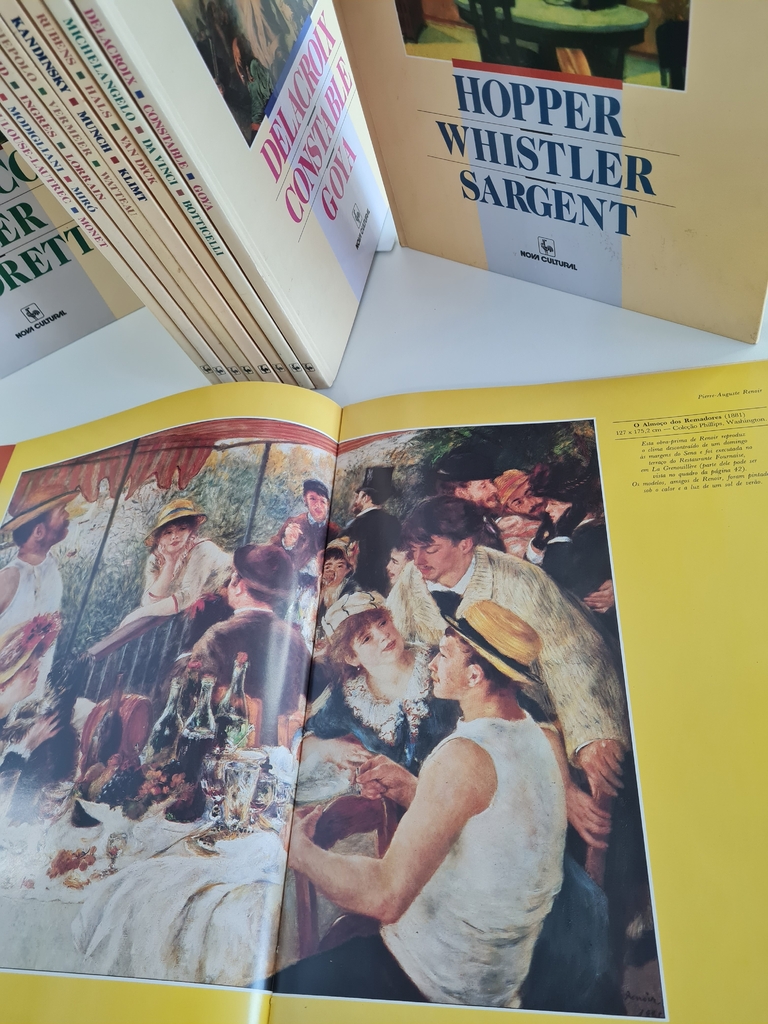 DELACROIX CONSTABLE GOYA
MICHELANGELO DA VINCI BOTTICELLI
RUBENS HALS VAN DYCK
KANDINSKY MUNCH KLIMT
VERMEER WATTEAU
INGRES LORRAIN
MODIGLIANI MIRÓ
MONET
DELACROIX
CONSTABLE
GOYA
NOVA CULTURAL
HOPPER
WHISTLER
SARGENT
NOVA CULTURAL
NOVA CULTURAL
Pierre-Auguste Renoir
O Almoço dos Remadores (1881)
127 x 175,2 cm — Coleção Phillips, Washington.
Esta obra-prima de Renoir reproduz
o clima descontraído de um domingo
às margens do Sena e foi executada no
terraço do Restaurante Fournaise,
em La Grenouillère (parte dele pode ser
vista no quadro da página 42).
Os modelos, amigos de Renoir, foram pintados
sob o calor e a luz de um sol de verão.
Renoir
1881